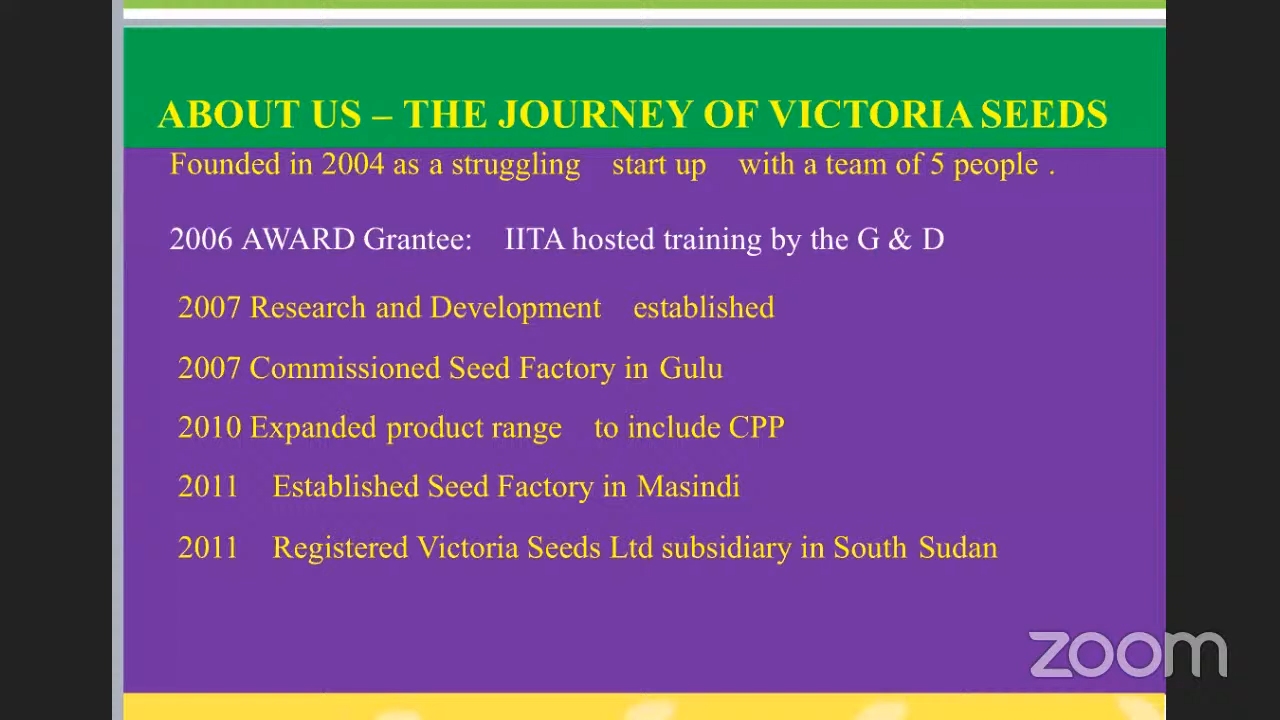 ABOUT US – THE JOURNEY OF VICTORIA SEEDS
Founded in 2004 as a struggling start up with a team of 5 people .
2006 AWARD Grantee: IITA hosted training by the G & D
2007 Research and Development established
2007 Commissioned Seed Factory in Gulu
2010 Expanded product range to include CPP
2011 Established Seed Factory in Masindi
2011 Registered Victoria Seeds Ltd subsidiary in South Sudan
zoom